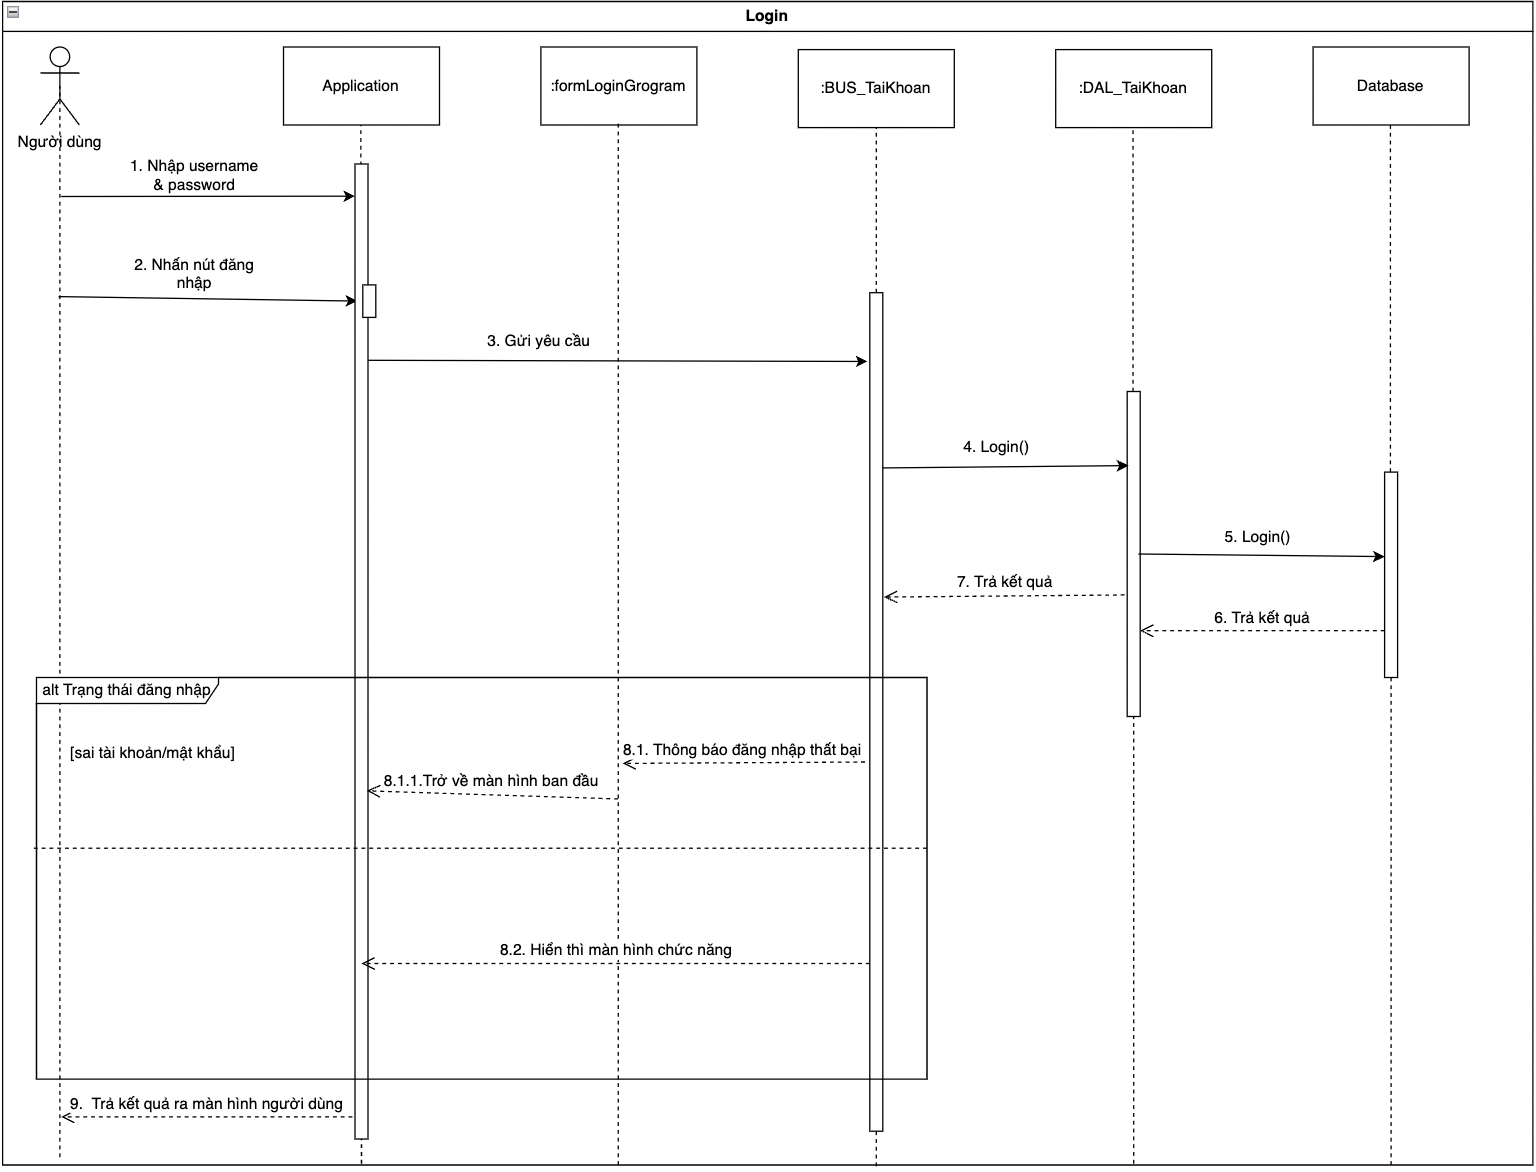 Login
Người dùng
Application
:formLoginGrogram
:BUS_TaiKhoan
:DAL_TaiKhoan
Database
1. Nhập username
& password
2. Nhấn nút đăng
nhập
3. Gửi yêu cầu
4. Login()
5. Login()
7. Trả kết quả
6. Trả kết quả
alt Trạng thái đăng nhập
[sai tài khoản/mật khẩu]
8.1. Thông báo đăng nhập thất bại
8.1.1.Trở về màn hình ban đầu
8.2. Hiển thì màn hình chức năng
9. Trả kết quả ra màn hình người dùng